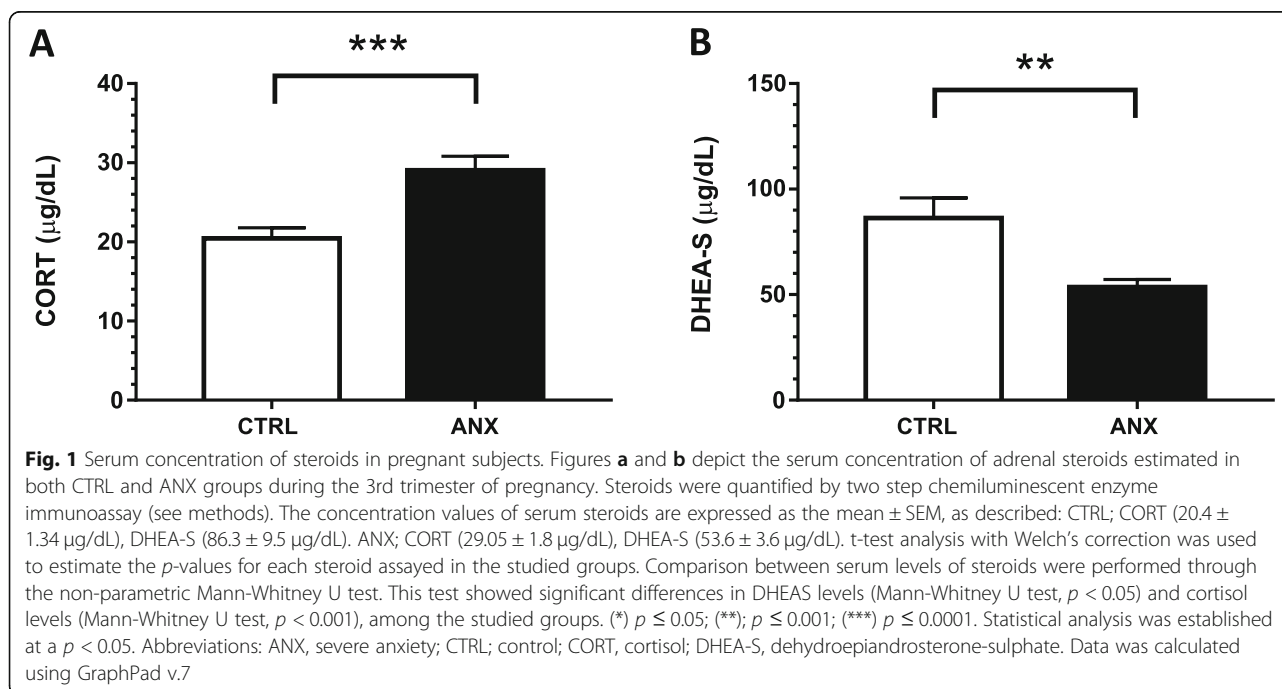 A
***
40
30
20
10
0
CORT (µg/dL)
CTRL
ANX
B
**
150
100
50
0
DHEA-S (µg/dL)
CTRL
ANX
Fig. 1 Serum concentration of steroids in pregnant subjects. Figures a and b depict the serum concentration of adrenal steroids estimated in
both CTRL and ANX groups during the 3rd trimester of pregnancy. Steroids were quantified by two step chemiluminescent enzyme
immunoassay (see methods). The concentration values of serum steroids are expressed as the mean ± SEM, as described: CTRL; CORT (20.4 ±
1.34 µg/dL), DHEA-S (86.3 ± 9.5 µg/dL). ANX; CORT (29.05 ± 1.8 µg/dL), DHEA-S (53.6 ± 3.6 µg/dL). t-test analysis with Welch's correction was used
to estimate the p-values for each steroid assayed in the studied groups. Comparison between serum levels of steroids were performed through
the non-parametric Mann-Whitney U test. This test showed significant differences in DHEAS levels (Mann-Whitney U test, p < 0.05) and cortisol
levels (Mann-Whitney U test, p < 0.001), among the studied groups. (*) p ≤ 0.05; (**); p ≤ 0.001; (***) p ≤ 0.0001. Statistical analysis was established
at a p < 0.05. Abbreviations: ANX, severe anxiety; CTRL; control; CORT, cortisol; DHEA-S, dehydroepiandrosterone-sulphate. Data was calculated
using GraphPad v.7